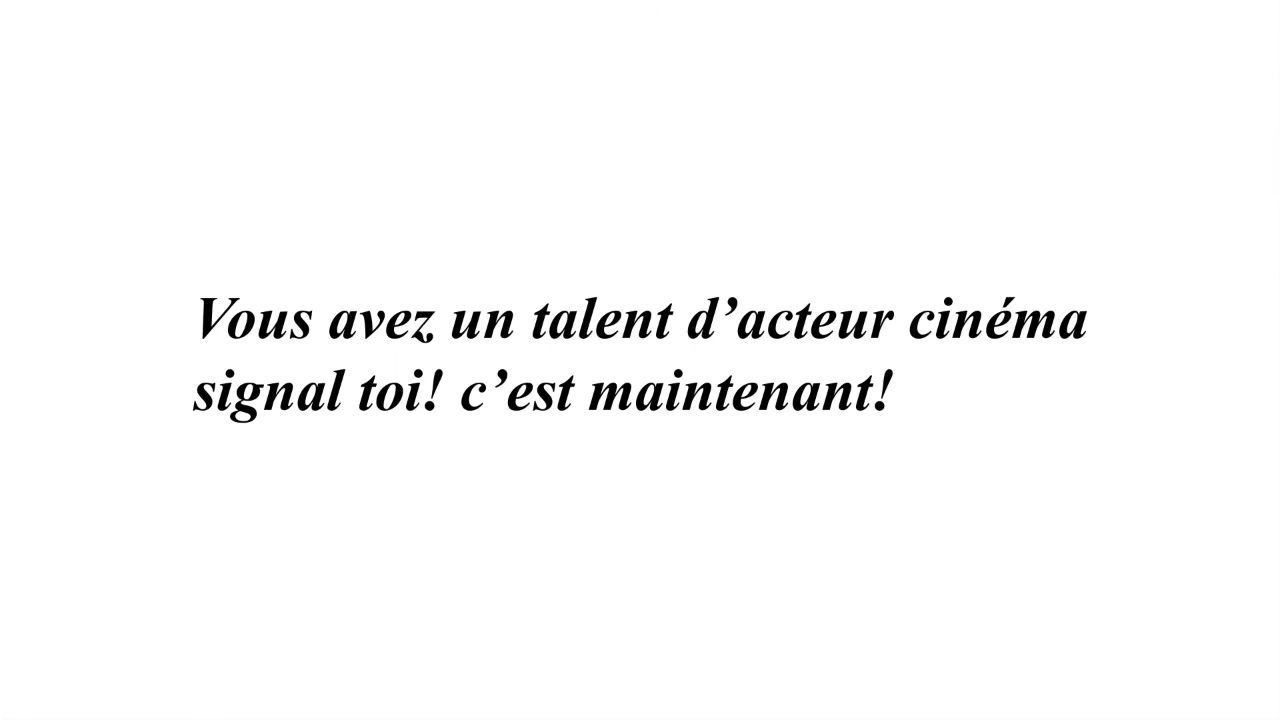 Vous avez un talent d’acteur cinéma
signal toi! c’est maintenant!